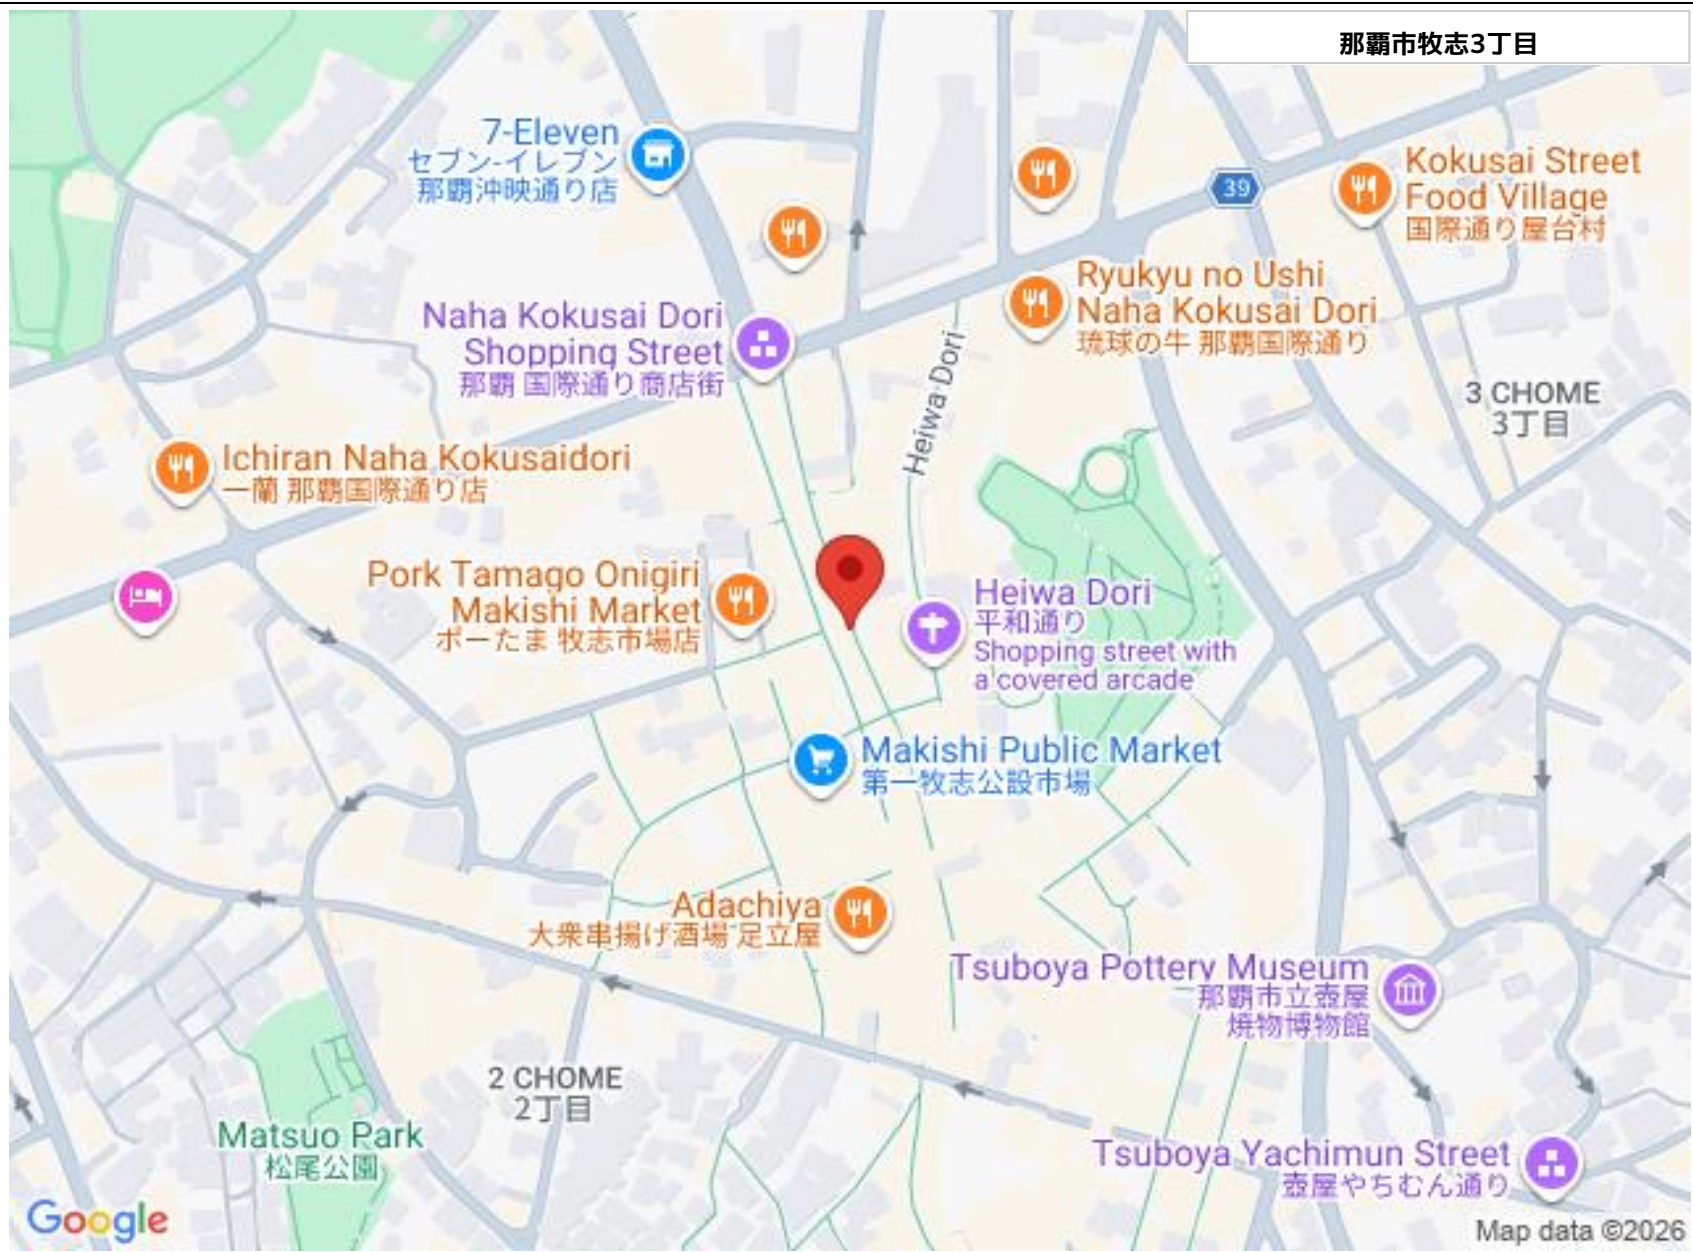 那覇市牧志3丁目
7-Eleven
セブン-イレブン
那覇沖映通り店
39
Kokusai Street
Food Village
国際通り屋台村
Ryukyu no Ushi
Naha Kokusai Dori
琉球の牛 那覇国際通り
Naha Kokusai Dori
Shopping Street
那覇 国際通り商店街
Heiwa Dori
3 CHOME
3丁目
Ichiran Naha Kokusaidori
一蘭 那覇国際通り店
Pork Tamago Onigiri
Makishi Market
ポーたま 牧志市場店
Heiwa Dori
平和通り
Shopping street with
a covered arcade
Makishi Public Market
第一牧志公設市場
Adachiya
大衆串揚げ酒場 足立屋
Tsuboya Pottery Museum
那覇市立壺屋
焼物博物館
2 CHOME
2丁目
Matsuo Park
松尾公園
Tsuboya Yachimun Street
壺屋やちむん通り
Google
Map data ©2026